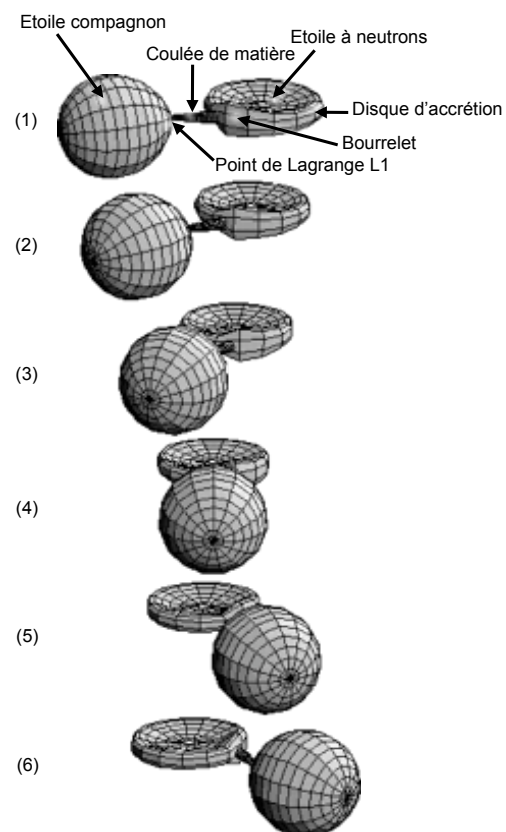 Etoile compagnon
Coulée de matière
Etoile à neutrons
Disque d'accrétion
(1)
Bourrelet
Point de Lagrange L1
(2)
(3)
(4)
(5)
(6)